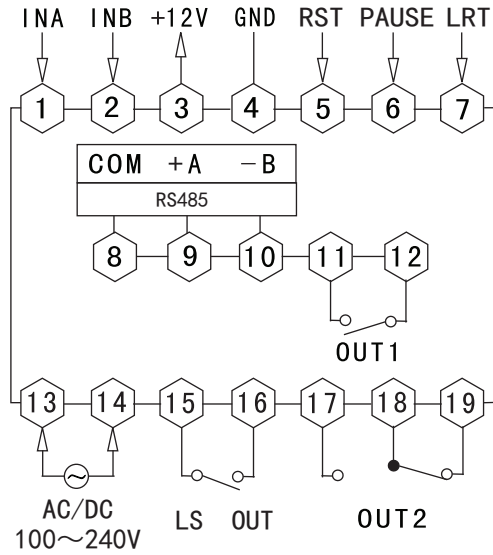 INA INB +12V GND RST PAUSE LRT
1 2 3 4 5 6 7
COM +A -B
RS485
8 9 10 11 12
OUT1
13 14 15 16 17 18 19
AC/DC
100~240V
LS OUT
OUT2